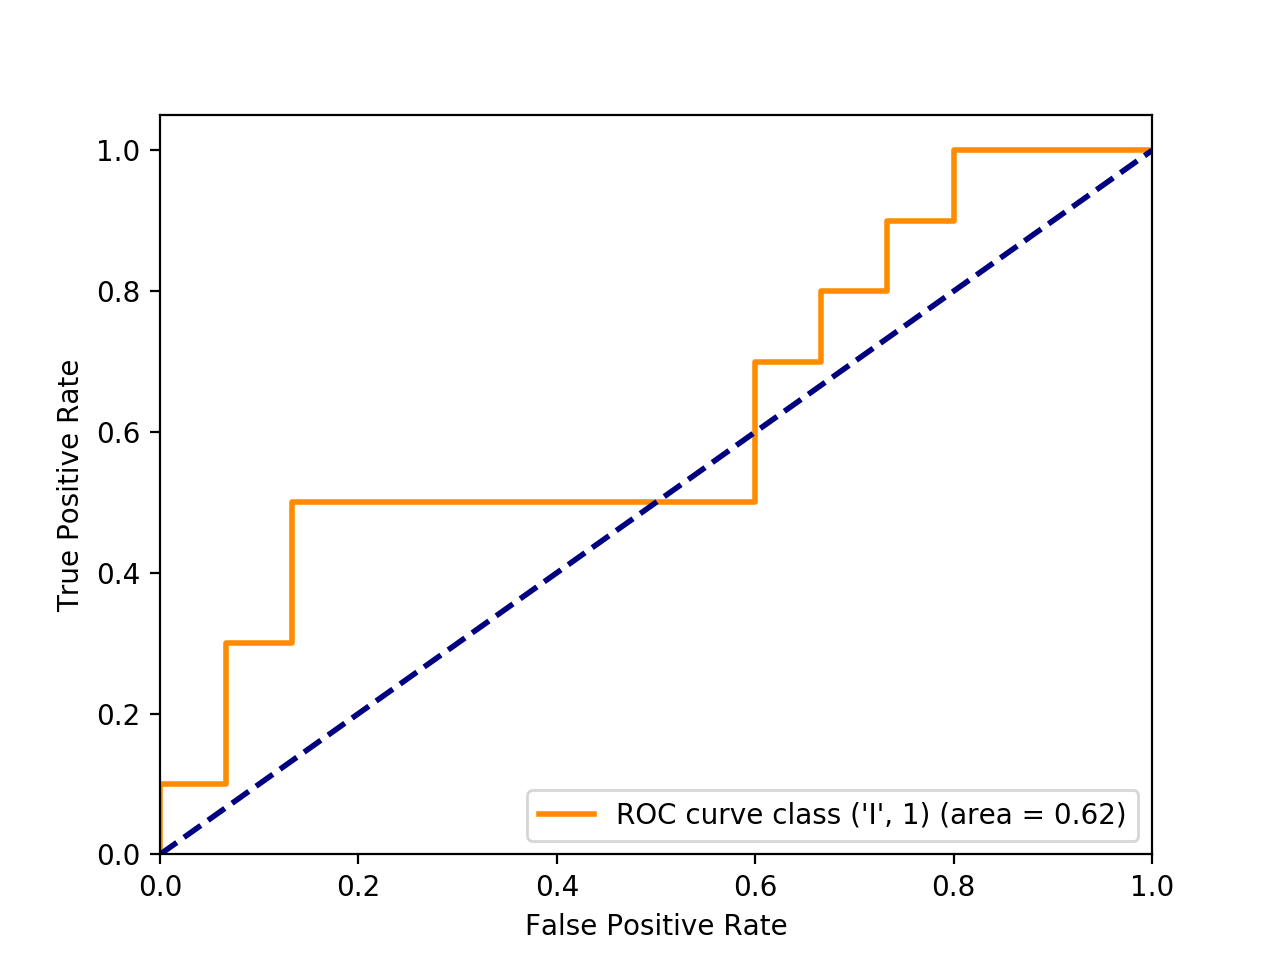 1.0
0.8
0.6
0.4
0.2
0.0
True Positive Rate
ROC curve class ('I', 1) (area = 0.62)
0.0 0.2 0.4 0.6 0.8 1.0
False Positive Rate